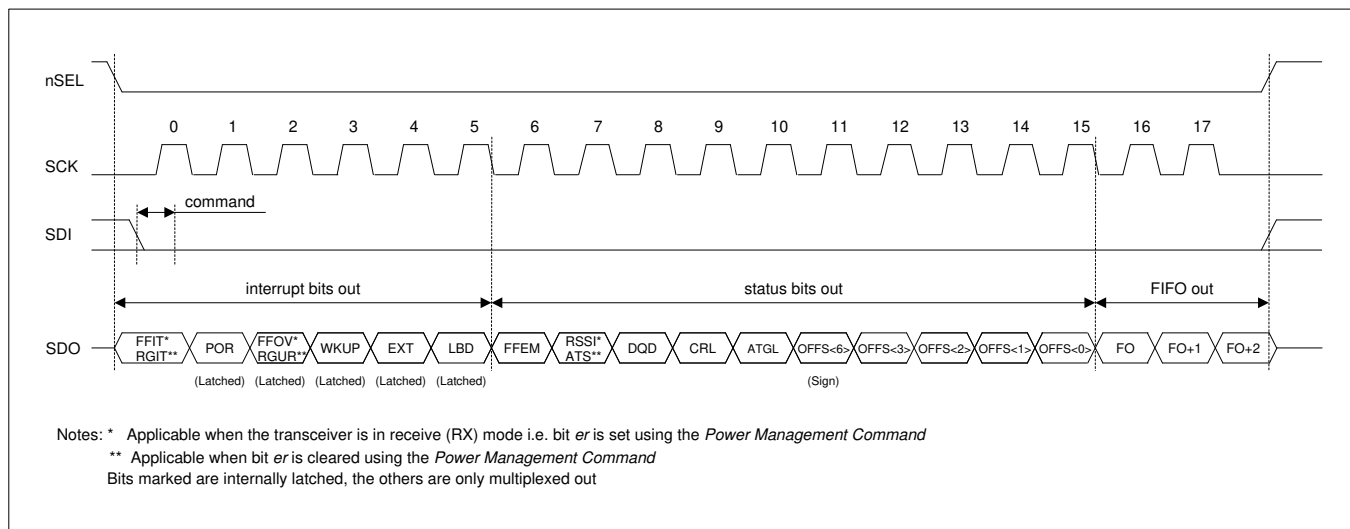 nSEL
0 1 2 3 4 5 6 7 8 9 10 11 12 13 14 15 16 17
SCK
command
SDI
interrupt bits out status bits out FIFO out
SDO
FFIT*
RGIT**
POR
FFOV*
RGUR**
WKUP
EXT
LBD
FFEM
RSSI*
ATS**
DQD
CRL
ATGL
OFFS<6>
OFFS<3>
OFFS<2>
OFFS<1>
OFFS<0>
FO
FO+1
FO+2
(Latched) (Latched) (Latched) (Latched) (Latched) (Sign)
Notes: * Applicable when the transceiver is in receive (RX) mode i.e. bit er is set using the Power Management Command
** Applicable when bit er is cleared using the Power Management Command
Bits marked are internally latched, the others are only multiplexed out